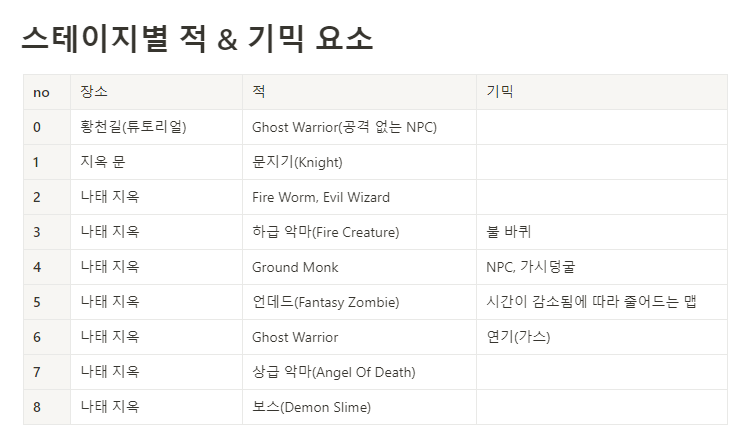 스테이지별 적 & 기믹 요소
no 장소 적 기믹
0 황천길(튜토리얼) Ghost Warrior(공격 없는 NPC)
1 지옥 문 문지기(Knight)
2 나태 지옥 Fire Worm, Evil Wizard
3 나태 지옥 하급 악마(Fire Creature) 불 바퀴
4 나태 지옥 Ground Monk NPC, 가시덩굴
5 나태 지옥 언데드(Fantasy Zombie) 시간이 감소됨에 따라 줄어드는 맵
6 나태 지옥 Ghost Warrior 연기(가스)
7 나태 지옥 상급 악마(Angel Of Death)
8 나태 지옥 보스(Demon Slime)